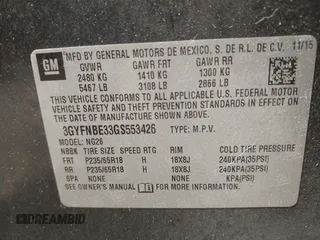 MFD BY GENERAL MOTORS DE MEXICO, S. DE R.L. DE C.V. 11/15
GM
GVWR GAWR FRT GAWR RR
2480 KG 1410 KG 1300 KG
5467 LB 3108 LB 2866 LB
THIS VEHICLE CONFORMS TO ALL APPLICABLE U.S. FEDERAL MOTOR
VEHICLE SAFETY AND THEFT PREVENTION STANDARDS IN EFFECT ON
THE DATE OF MANUFACTURE SHOWN ABOVE.
3GYFNBE33GS553426 TYPE: M.P.V.
MODEL: NG26
TIRE SIZE SPEED RTG RIM COLD TIRE PRESSURE
FRT P235/65R18 H 18X8J 240KPA(35PSI)
RR P235/65R18 H 18X8J 240KPA(35PSI)
SPA NONE NONE NONE KPA(PSI)
SEE OWNER'S MANUAL FOR ADDITIONAL INFORMATION.
DREAMBID